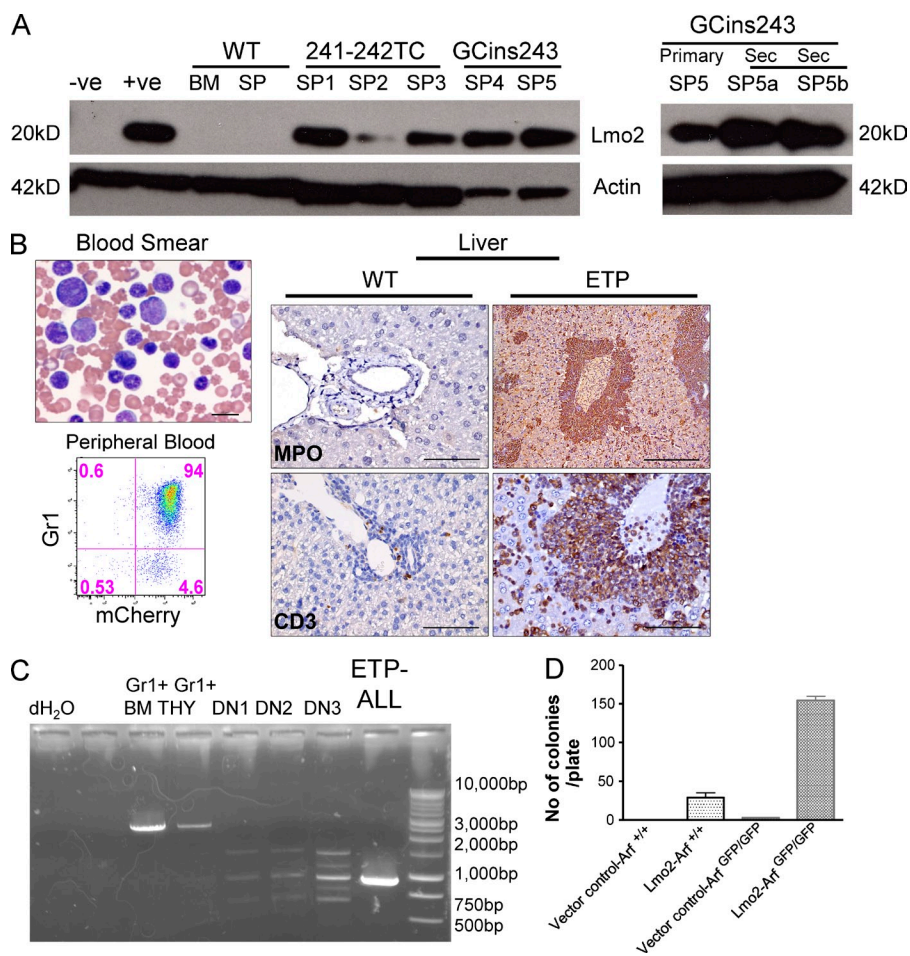 A
WT 241-242TC GCins243
-ve +ve BM SP SP1 SP2 SP3 SP4 SP5
20kD Lmo2
42kD Actin
GCins243
Primary Sec Sec
SP5 SP5a SP5b
20kD
42kD
B
Blood Smear
Peripheral Blood
0.6 94
0.53 4.6
Gr1
mCherry
Liver
WT ETP
MPO
CD3
C
Gr1+ Gr1+
dH2O BM THY DN1 DN2 DN3
ETP-
ALL
10,000bp
3,000bp
2,000bp
1,000bp
750bp
500bp
D
No of colonies
/plate
200
150
100
50
0
Vector control-Arf +/+
Lmo2-Arf +/+
Vector control-Arf GFP/GFP
Lmo2-Arf GFP/GFP